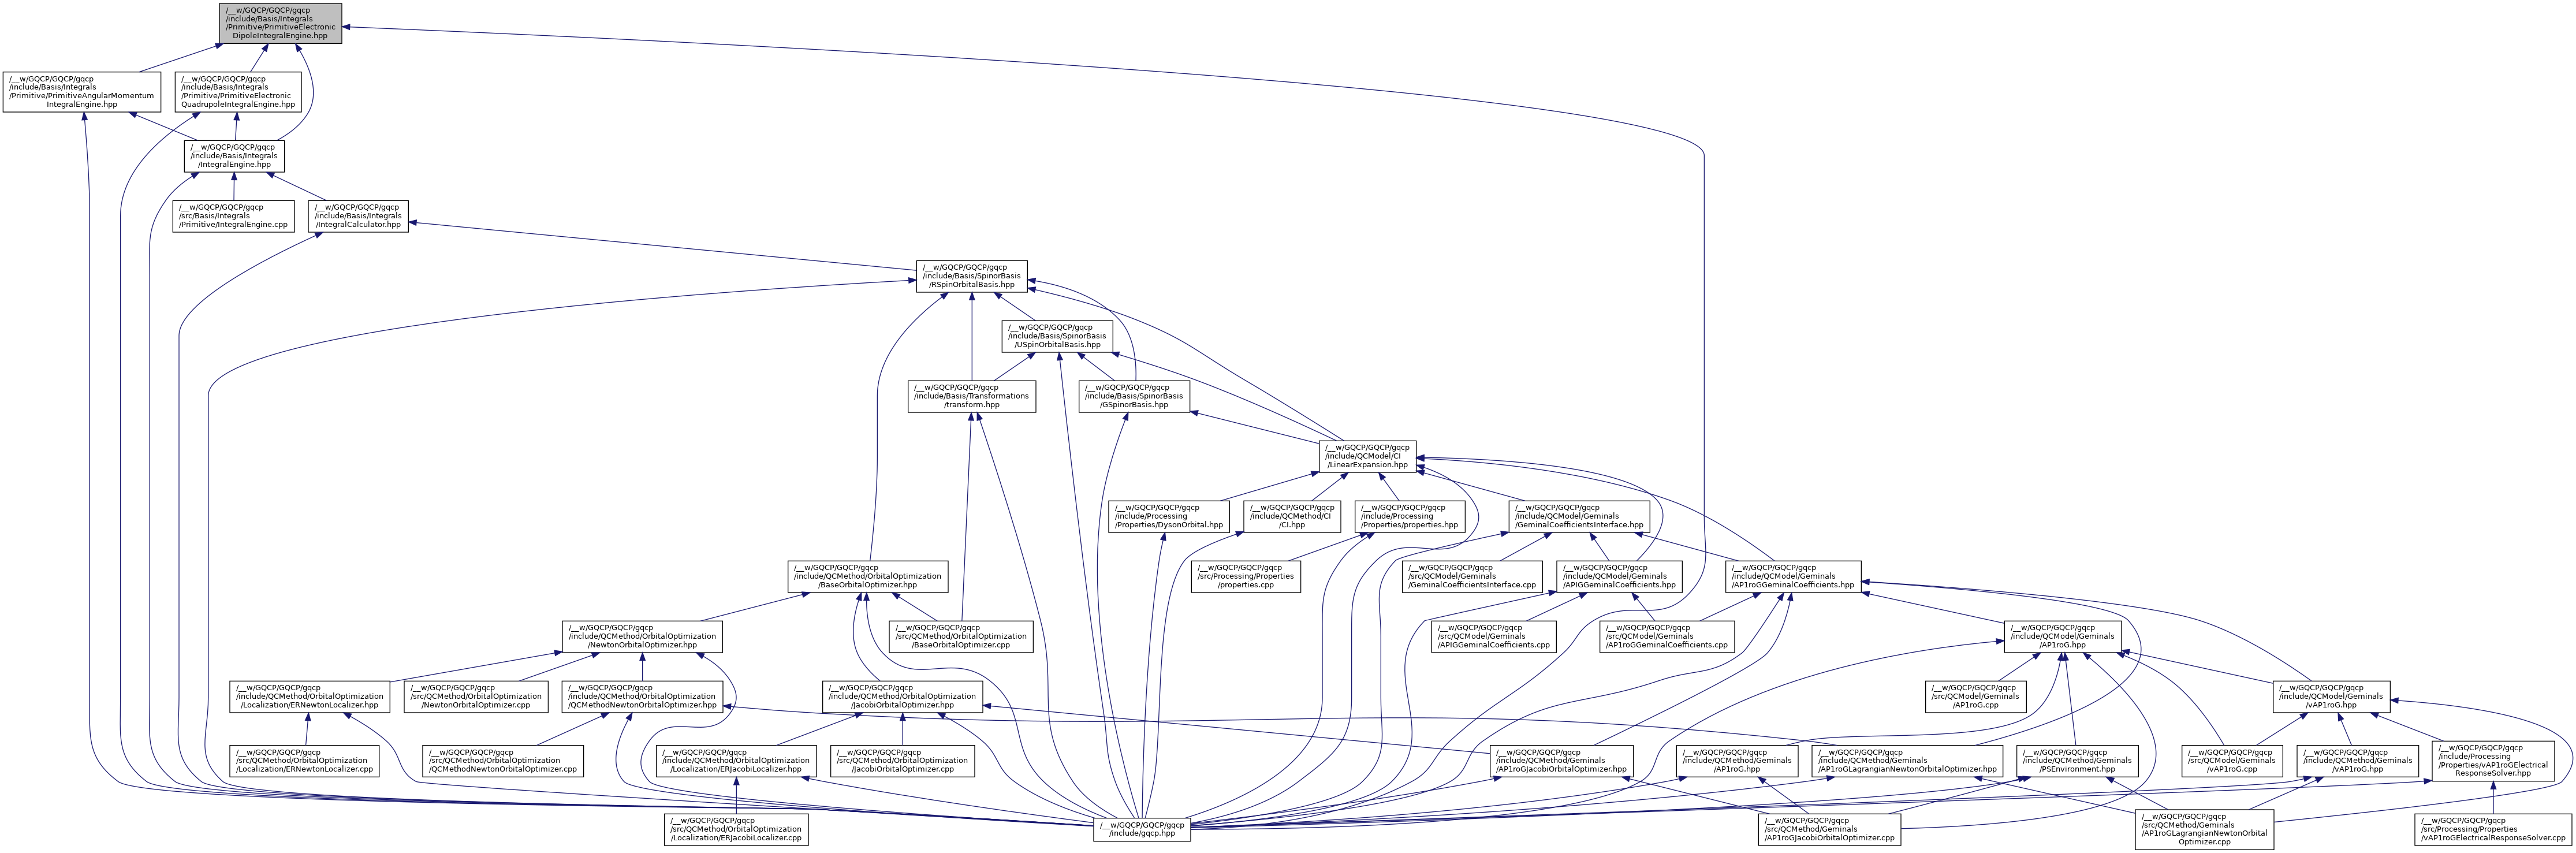 /__w/GQCP/GQCP/gqcp
/include/Basis/Integrals
/Primitive/PrimitiveElectronic
DipoleIntegralEngine.hpp
/__w/GQCP/GQCP/gqcp
/include/Basis/Integrals
/Primitive/PrimitiveAngularMomentum
IntegralEngine.hpp
/__w/GQCP/GQCP/gqcp
/include/Basis/Integrals
/Primitive/PrimitiveElectronic
QuadrupoleIntegralEngine.hpp
/__w/GQCP/GQCP/gqcp
/include/Basis/Integrals
/IntegralEngine.hpp
/__w/GQCP/GQCP/gqcp
/src/Basis/Integrals
/Primitive/IntegralEngine.cpp
/__w/GQCP/GQCP/gqcp
/include/Basis/Integrals
/IntegralCalculator.hpp
/__w/GQCP/GQCP/gqcp
/include/Basis/SpinorBasis
/RSpinOrbitalBasis.hpp
/__w/GQCP/GQCP/gqcp
/include/Basis/SpinorBasis
/USpinOrbitalBasis.hpp
/__w/GQCP/GQCP/gqcp
/include/Basis/Transformations
/transform.hpp
/__w/GQCP/GQCP/gqcp
/include/Basis/SpinorBasis
/GSpinorBasis.hpp
/__w/GQCP/GQCP/gqcp
/include/QCModel/CI
/LinearExpansion.hpp
/__w/GQCP/GQCP/gqcp
/include/Processing
/Properties/DysonOrbital.hpp
/__w/GQCP/GQCP/gqcp
/include/QCMethod/CI
/CI.hpp
/__w/GQCP/GQCP/gqcp
/include/Processing
/Properties/properties.hpp
/__w/GQCP/GQCP/gqcp
/include/QCModel/Geminals
/GeminalCoefficientsInterface.hpp
/__w/GQCP/GQCP/gqcp
/include/QCMethod/OrbitalOptimization
/BaseOrbitalOptimizer.hpp
/__w/GQCP/GQCP/gqcp
/src/Processing/Properties
/properties.cpp
/__w/GQCP/GQCP/gqcp
/src/QCModel/Geminals
/GeminalCoefficientsInterface.cpp
/__w/GQCP/GQCP/gqcp
/include/QCModel/Geminals
/APIGGeminalCoefficients.hpp
/__w/GQCP/GQCP/gqcp
/include/QCModel/Geminals
/AP1roGGeminalCoefficients.hpp
/__w/GQCP/GQCP/gqcp
/include/QCMethod/OrbitalOptimization
/NewtonOrbitalOptimizer.hpp
/__w/GQCP/GQCP/gqcp
/src/QCMethod/OrbitalOptimization
/BaseOrbitalOptimizer.cpp
/__w/GQCP/GQCP/gqcp
/src/QCModel/Geminals
/APIGGeminalCoefficients.cpp
/__w/GQCP/GQCP/gqcp
/src/QCModel/Geminals
/AP1roGGeminalCoefficients.cpp
/__w/GQCP/GQCP/gqcp
/include/QCModel/Geminals
/AP1roG.hpp
/__w/GQCP/GQCP/gqcp
/include/QCMethod/OrbitalOptimization
/Localization/ERNewtonLocalizer.hpp
/__w/GQCP/GQCP/gqcp
/src/QCMethod/OrbitalOptimization
/NewtonOrbitalOptimizer.cpp
/__w/GQCP/GQCP/gqcp
/include/QCMethod/OrbitalOptimization
/QCMethodNewtonOrbitalOptimizer.hpp
/__w/GQCP/GQCP/gqcp
/include/QCMethod/OrbitalOptimization
/JacobiOrbitalOptimizer.hpp
/__w/GQCP/GQCP/gqcp
/src/QCModel/Geminals
/AP1roG.cpp
/__w/GQCP/GQCP/gqcp
/include/QCModel/Geminals
/vAP1roG.hpp
/__w/GQCP/GQCP/gqcp
/src/QCMethod/OrbitalOptimization
/Localization/ERNewtonLocalizer.cpp
/__w/GQCP/GQCP/gqcp
/src/QCMethod/OrbitalOptimization
/QCMethodNewtonOrbitalOptimizer.cpp
/__w/GQCP/GQCP/gqcp
/include/QCMethod/OrbitalOptimization
/Localization/ERJacobiLocalizer.hpp
/__w/GQCP/GQCP/gqcp
/src/QCMethod/OrbitalOptimization
/JacobiOrbitalOptimizer.cpp
/__w/GQCP/GQCP/gqcp
/include/QCMethod/Geminals
/AP1roGJacobiOrbitalOptimizer.hpp
/__w/GQCP/GQCP/gqcp
/include/QCMethod/Geminals
/AP1roG.hpp
/__w/GQCP/GQCP/gqcp
/include/QCMethod/Geminals
/AP1roGLagrangianNewtonOrbitalOptimizer.hpp
/__w/GQCP/GQCP/gqcp
/include/QCMethod/Geminals
/PSEnvironment.hpp
/__w/GQCP/GQCP/gqcp
/src/QCModel/Geminals
/vAP1roG.cpp
/__w/GQCP/GQCP/gqcp
/include/QCMethod/Geminals
/vAP1roG.hpp
/__w/GQCP/GQCP/gqcp
/include/Processing
/Properties/vAP1roGElectrical
ResponseSolver.hpp
/__w/GQCP/GQCP/gqcp
/src/QCMethod/OrbitalOptimization
/Localization/ERJacobiLocalizer.cpp
/__w/GQCP/GQCP/gqcp
/include/gqcp.hpp
/__w/GQCP/GQCP/gqcp
/src/QCMethod/Geminals
/AP1roGJacobiOrbitalOptimizer.cpp
/__w/GQCP/GQCP/gqcp
/src/QCMethod/Geminals
/AP1roGLagrangianNewtonOrbital
Optimizer.cpp
/__w/GQCP/GQCP/gqcp
/src/Processing/Properties
/vAP1roGElectricalResponseSolver.cpp